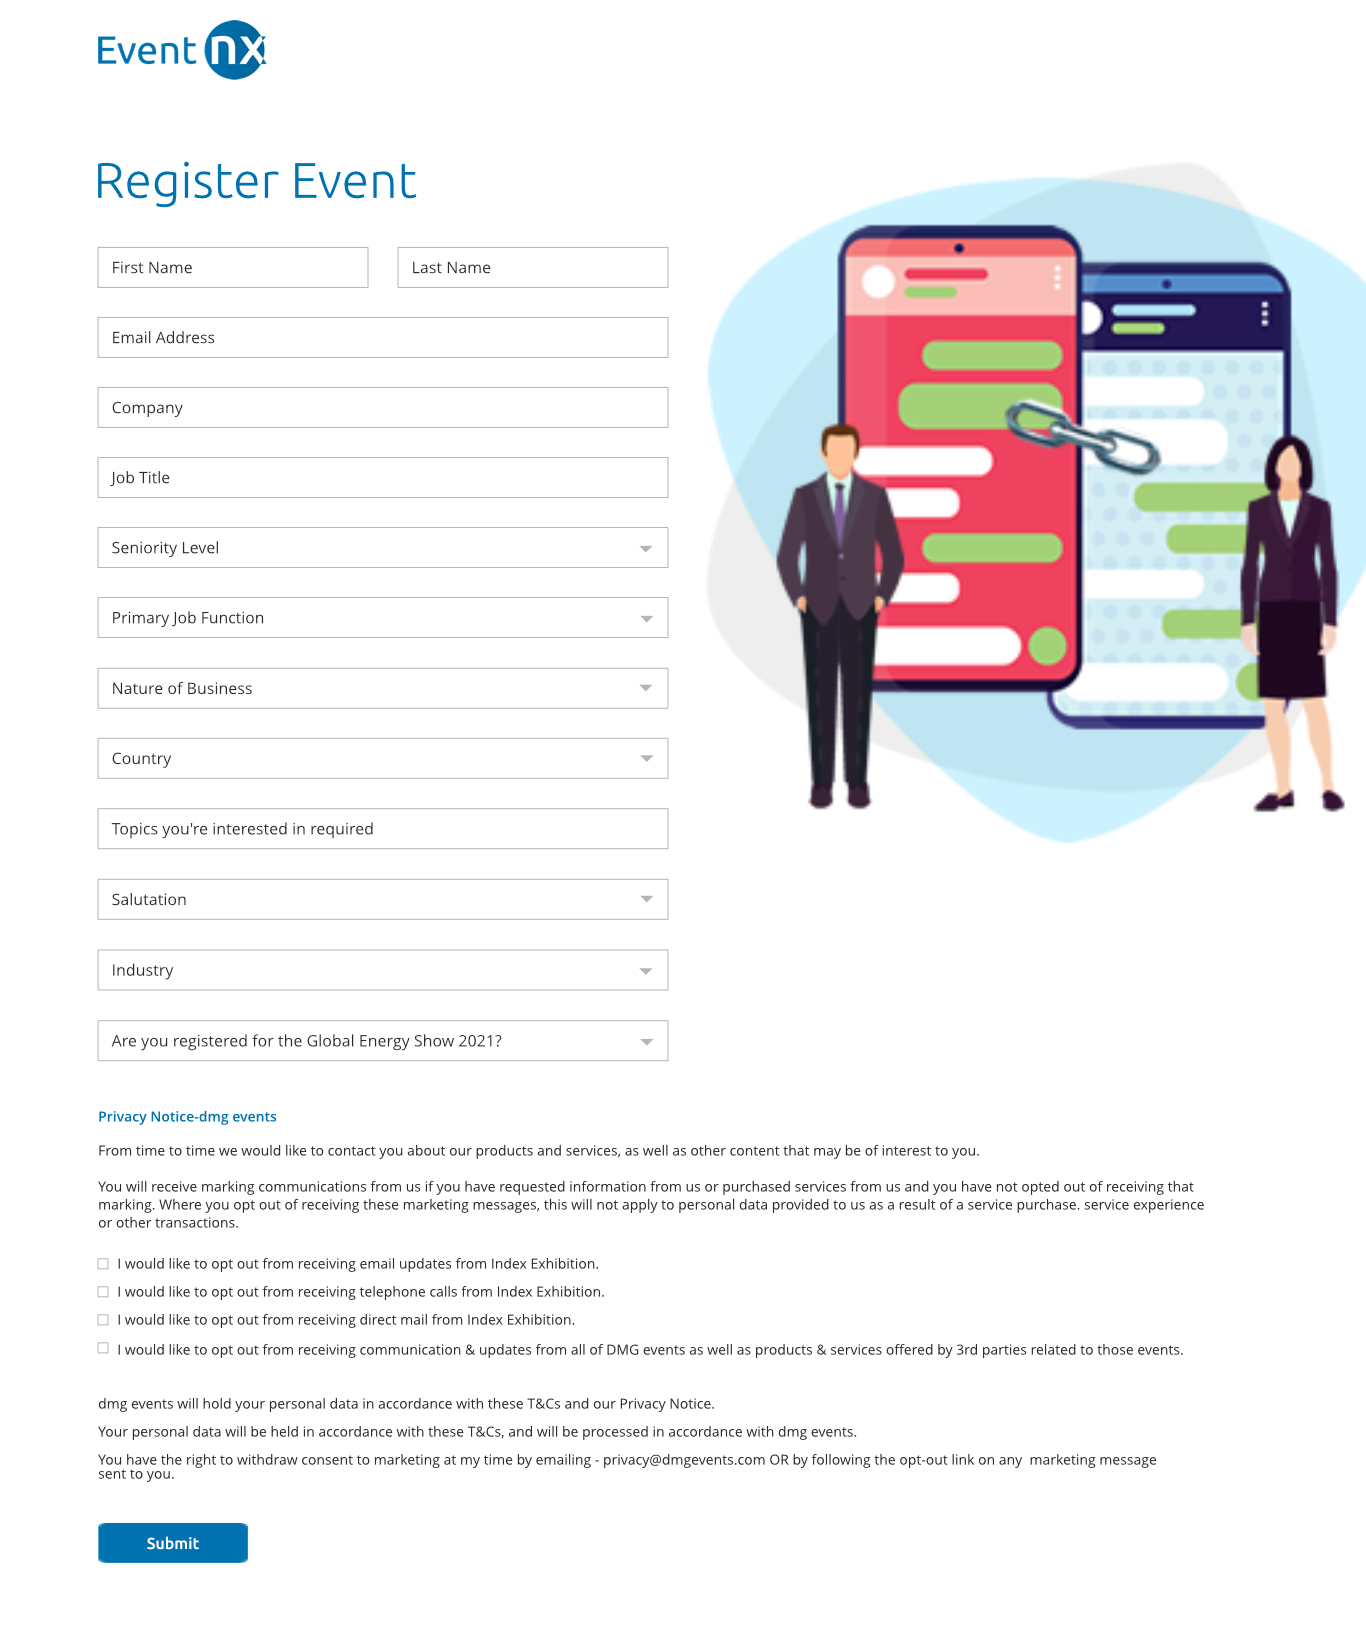 Event nx
Register Event
First Name
Last Name
Email Address
Company
Job Title
Seniority Level
Primary Job Function
Nature of Business
Country
Topics you're interested in required
Salutation
Industry
Are you registered for the Global Energy Show 2021?
Privacy Notice-dmg events
From time to time we would like to contact you about our products and services, as well as other content that may be of interest to you.
You will receive marking communications from us if you have requested information from us or purchased services from us and you have not opted out of receiving that
marking. Where you opt out of receiving these marketing messages, this will not apply to personal data provided to us as a result of a service purchase. service experience
or other transactions.
I would like to opt out from receiving email updates from Index Exhibition.
I would like to opt out from receiving telephone calls from Index Exhibition.
I would like to opt out from receiving direct mail from Index Exhibition.
I would like to opt out from receiving communication & updates from all of DMG events as well as products & services offered by 3rd parties related to those events.
dmg events will hold your personal data in accordance with these T&Cs and our Privacy Notice.
Your personal data will be held in accordance with these T&Cs, and will be processed in accordance with dmg events.
You have the right to withdraw consent to marketing at my time by emailing - privacy@dmgevents.com OR by following the opt-out link on any  marketing message
sent to you.
Submit